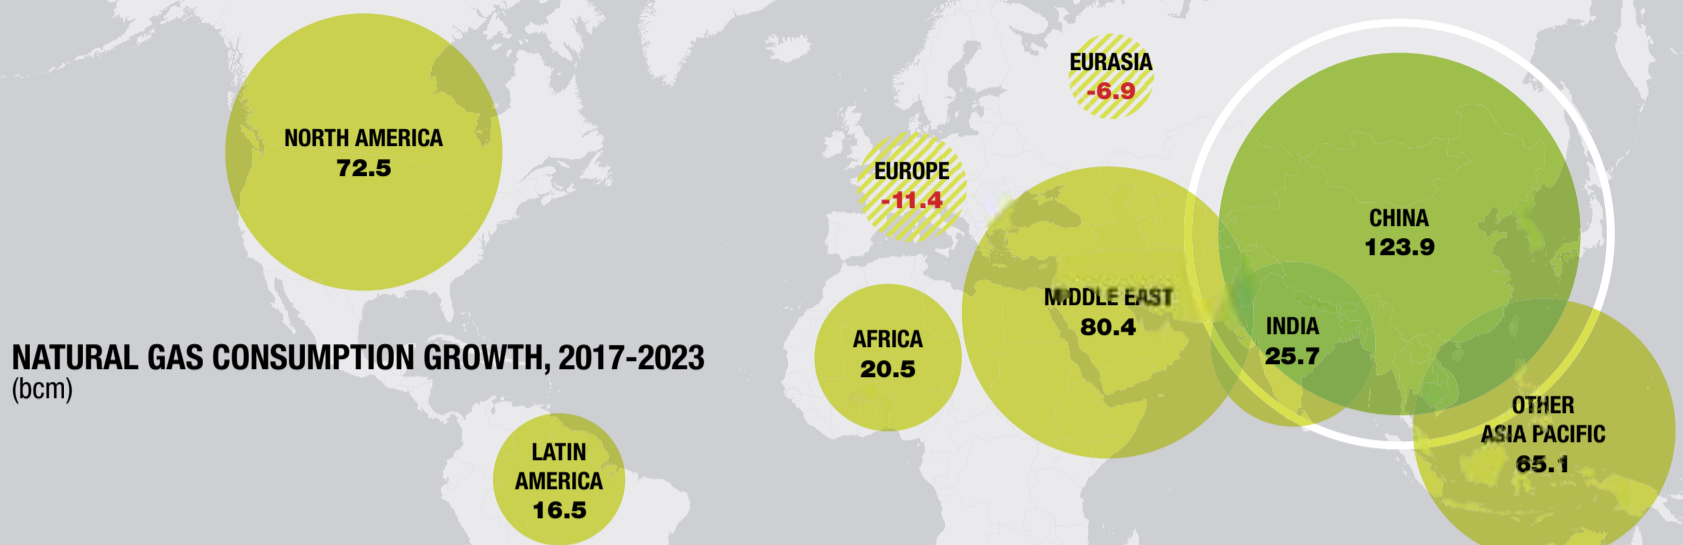 NORTH AMERICA
72.5
EURASIA
-6.9
EUROPE
-11.4
CHINA
123.9
MIDDLE EAST
80.4
INDIA
25.7
AFRICA
20.5
NATURAL GAS CONSUMPTION GROWTH, 2017-2023
(bcm)
OTHER
ASIA PACIFIC
65.1
LATIN
AMERICA
16.5